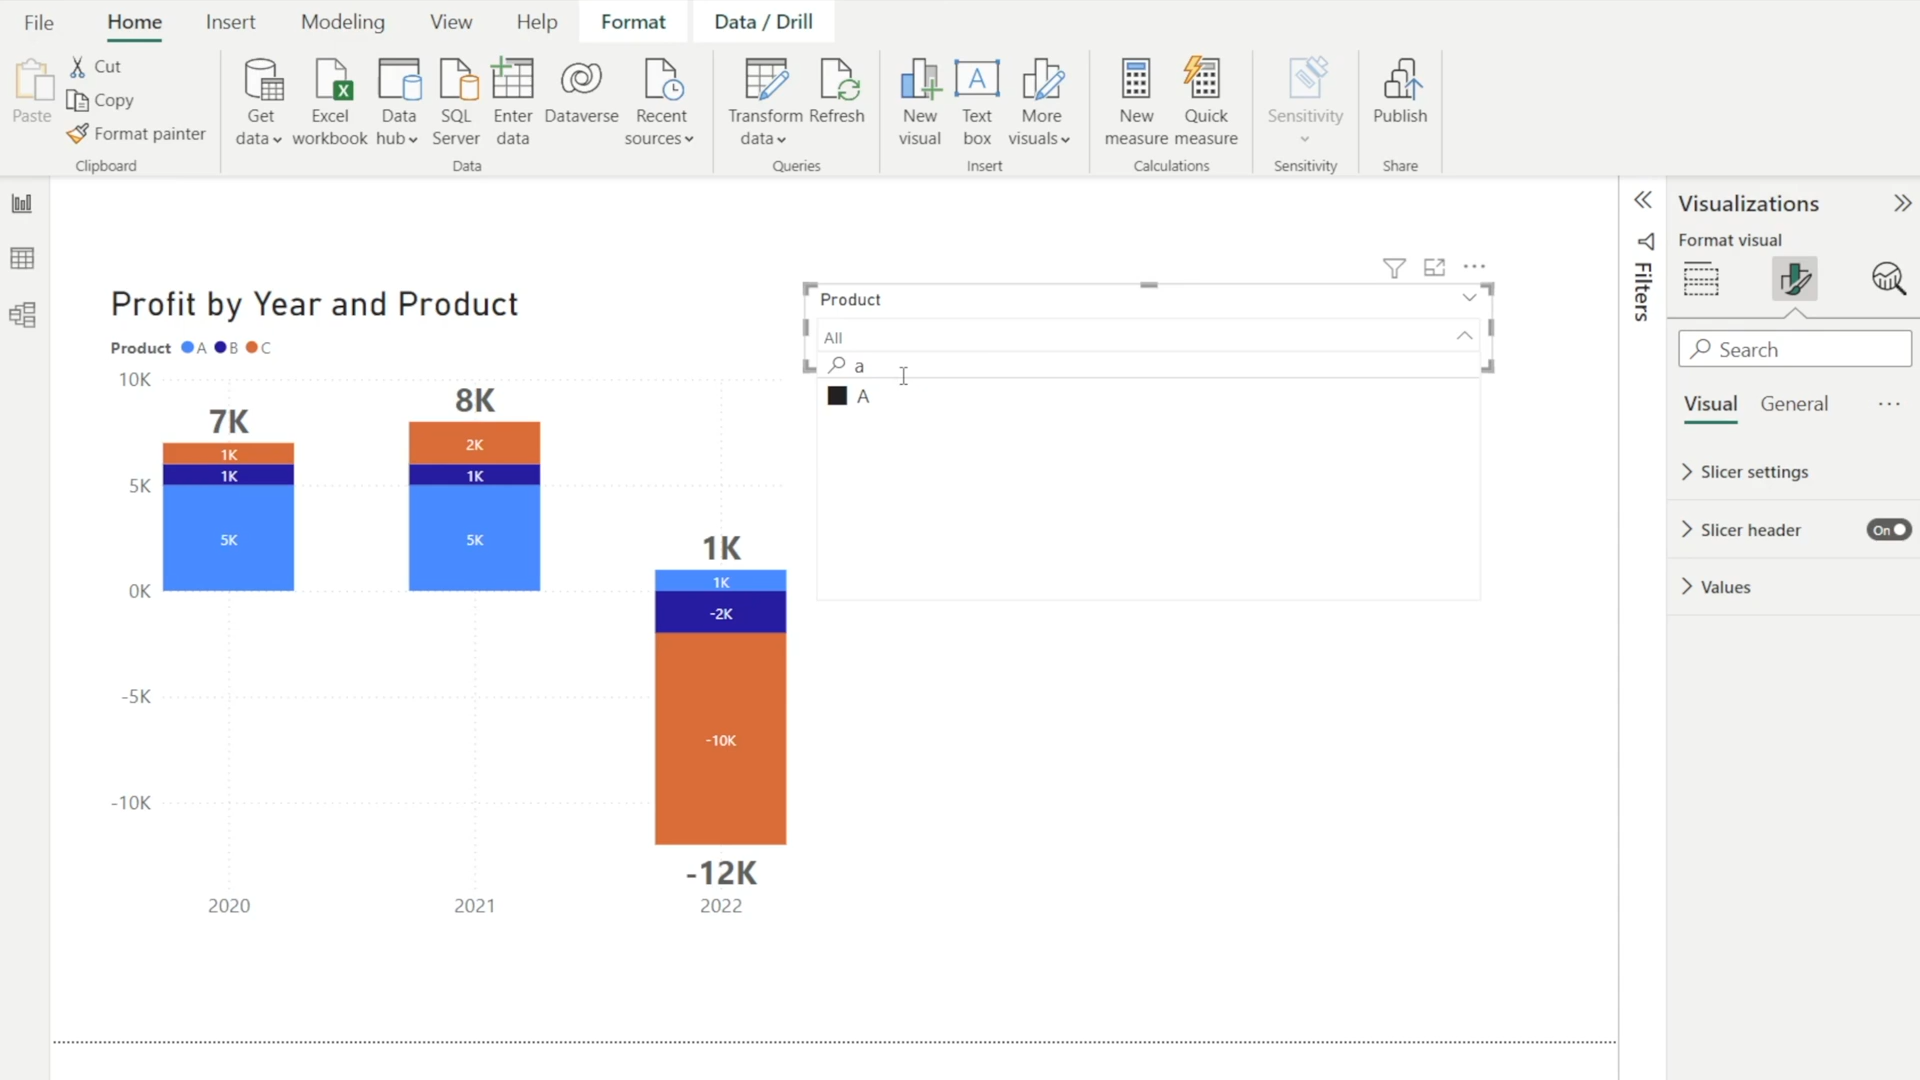 File Home Insert Modeling View Help Format Data / Drill
Paste
Cut
Copy
Format painter
Clipboard
Get data
Excel workbook
Data hub
SQL Server
Enter data
Dataverse
Recent sources
Data
Transform data
Refresh
Queries
New visual
Text box
More visuals
Insert
New measure
Quick measure
Calculations
Sensitivity
Sensitivity
Publish
Share
Profit by Year and Product
Product A B C
10K
5K
0K
-5K
-10K
7K
1K
1K
5K
8K
2K
1K
5K
1K
1K
-2K
-10K
-12K
2020 2021 2022
Product
All
a
A
Filters
Visualizations
Format visual
Search
Visual General
Slicer settings
Slicer header On
Values